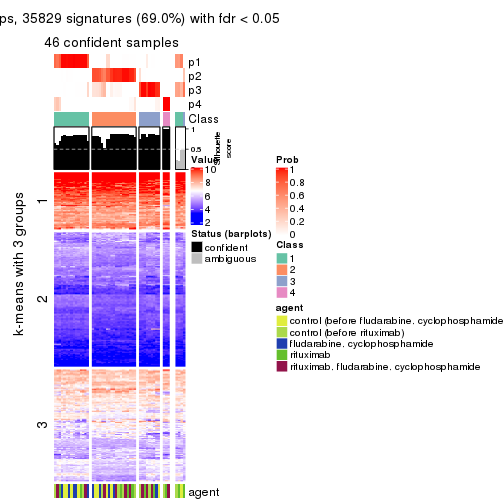 ps, 35829 signatures (69.0%) with fdr < 0.05
46 confident samples
p1
p2
p3
p4
Class
1
0.5
0
Silhouette
score
k-means with 3 groups
1
2
3
agent
Value
10
8
6
4
2
Status (barplots)
confident
ambiguous
Prob
1
0.8
0.6
0.4
0.2
0
Class
1
2
3
4
agent
control (before fludarabine. cyclophosphamide
control (before rituximab)
fludarabine. cyclophosphamide
rituximab
rituximab. fludarabine. cyclophosphamide